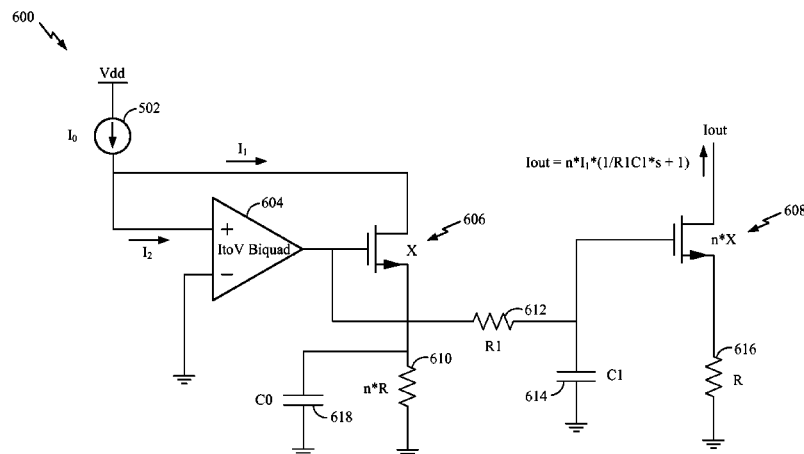 600
Vdd
502
I0
I1
Iout
Iout = n*I1*(1/R1C1*s + 1)
604
606
608
+
ItoV Biquad
−
I2
X
n*X
612
R1
610
616
C0
618
n*R
C1
614
R